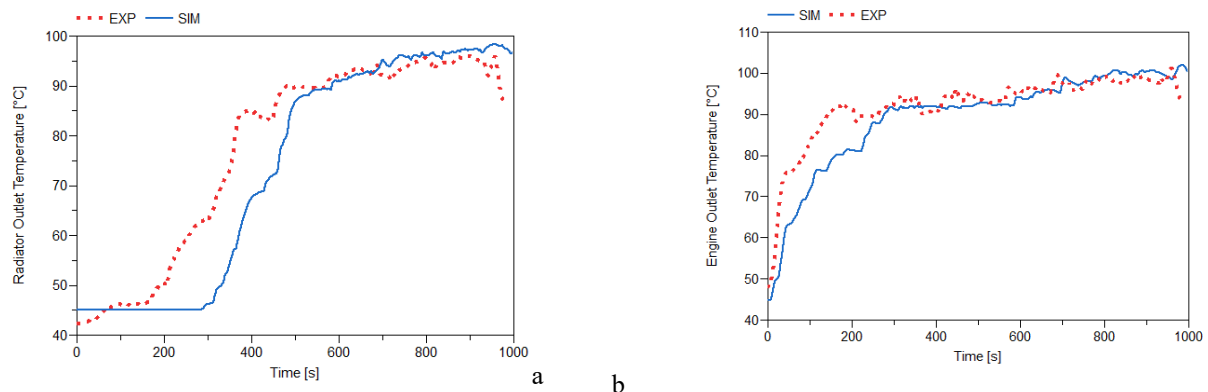 EXP SIM
100
90
80
70
60
50
40
Radiator Outlet Temperature [°C]
0 200 400 600 800 1000
Time [s]
a
SIM EXP
110
100
90
80
70
60
50
40
Engine Outlet Temperature [°C]
0 200 400 600 800 1000
Time [s]
b